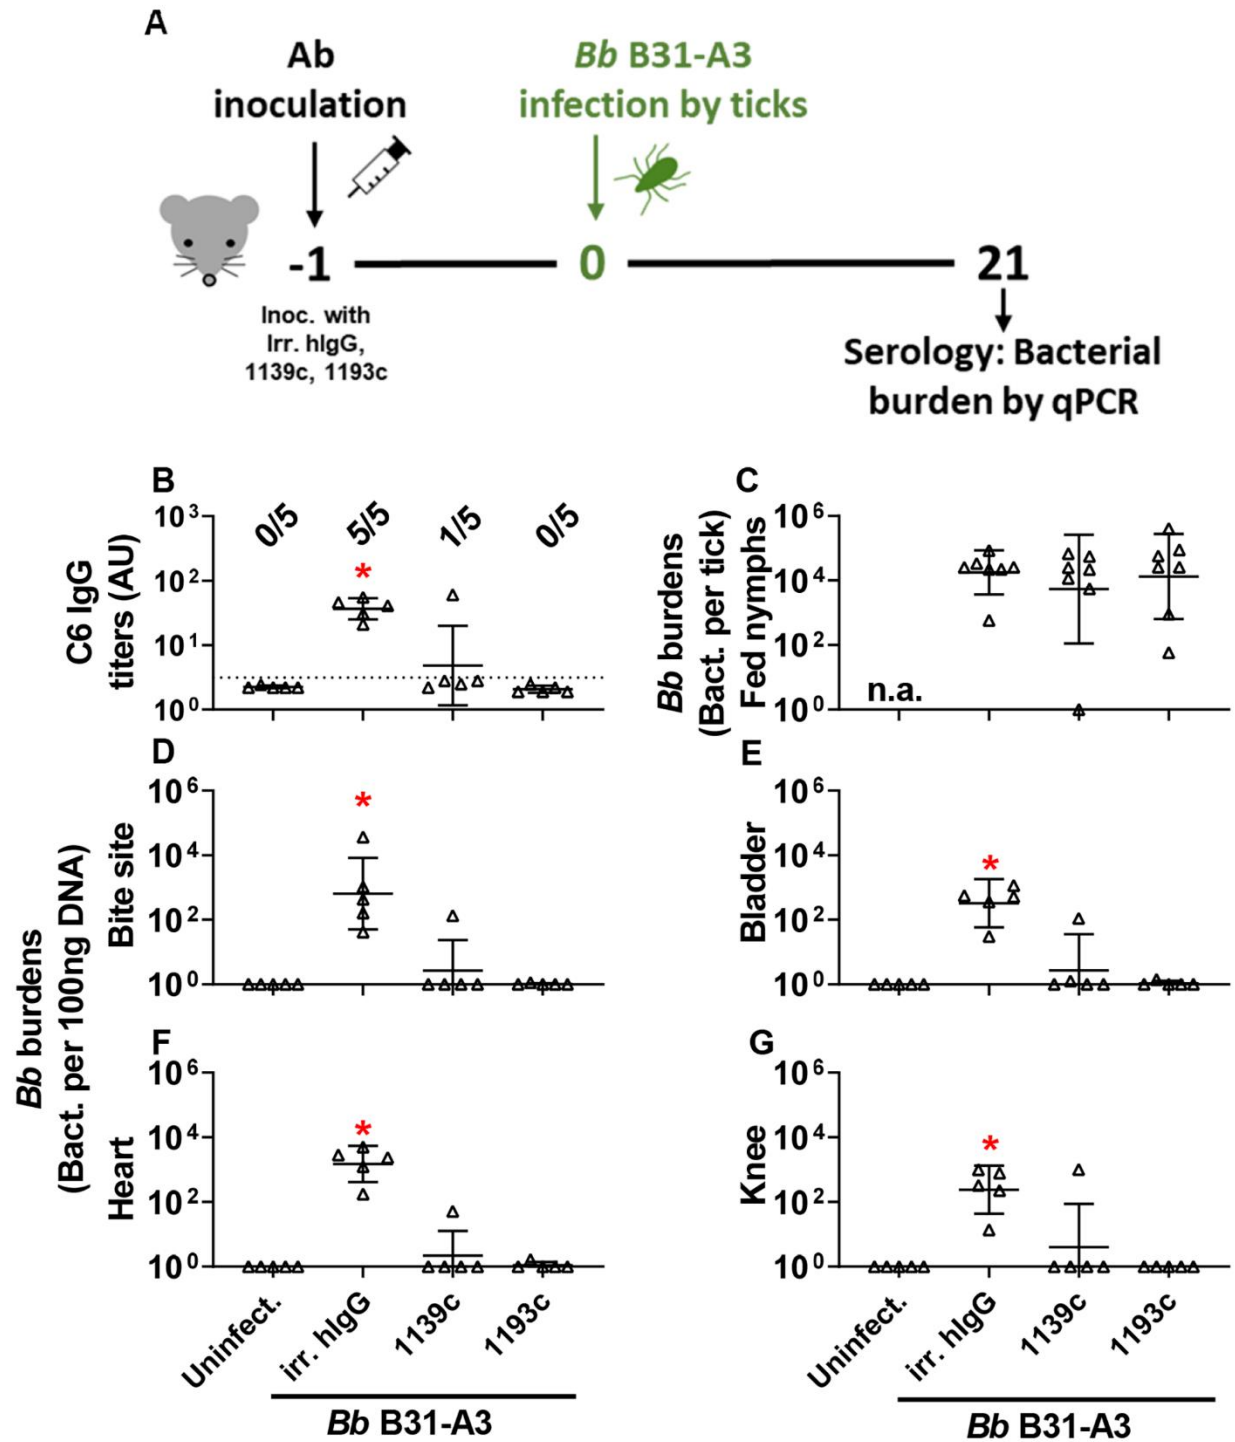 A
Ab
inoculation
Bb B31-A3
infection by ticks
-1
0
21
Inoc. with
Irr. hIgG,
1139c, 1193c
Serology: Bacterial
burden by qPCR
B
C6 IgG
titers (AU)
10³
10²
10¹
10⁰
0/5
5/5
1/5
0/5
*
C
Bb burdens
(Bact. per tick)
Fed nymphs
10⁶
10⁴
10²
10⁰
n.a.
Bb burdens
(Bact. per 100ng DNA)
D
Bite site
10⁶
10⁴
10²
10⁰
*
E
Bladder
10⁶
10⁴
10²
10⁰
*
F
Heart
10⁶
10⁴
10²
10⁰
*
Uninfect.
irr. hIgG
1139c
1193c
Bb B31-A3
G
Knee
10⁶
10⁴
10²
10⁰
*
Uninfect.
irr. hIgG
1139c
1193c
Bb B31-A3